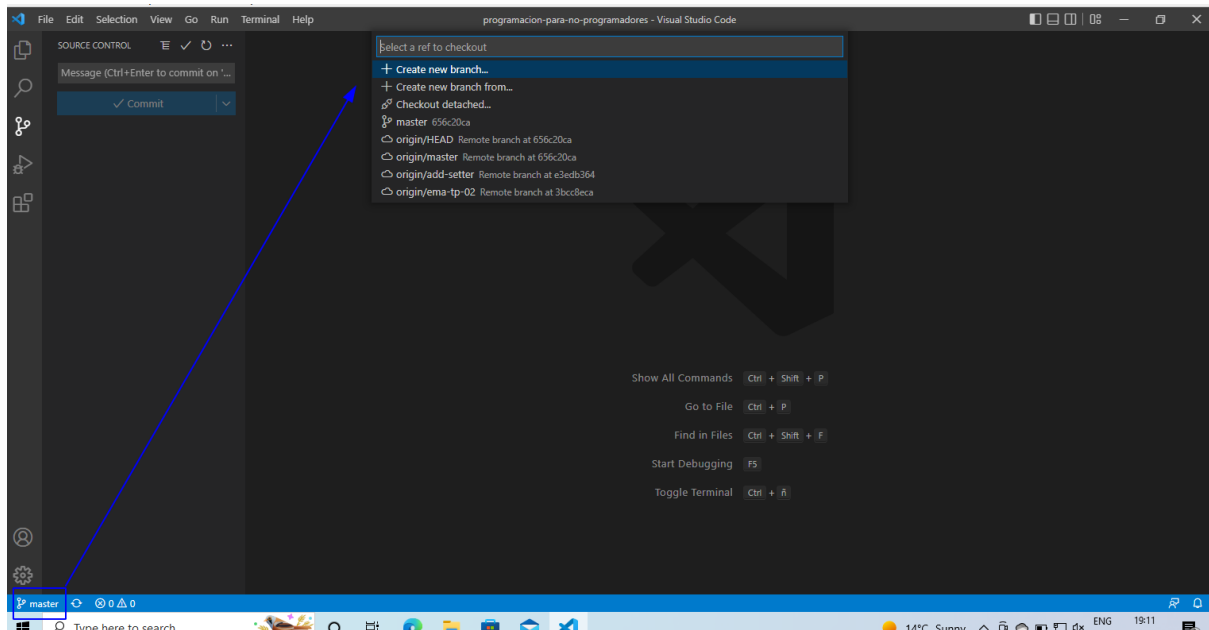 File Edit Selection View Go Run Terminal Help
programacion-para-no-programadores - Visual Studio Code
SOURCE CONTROL
Message (Ctrl+Enter to commit on '...
Commit
Select a ref to checkout
Create new branch...
Create new branch from...
Checkout detached...
master 656c20ca
origin/HEAD Remote branch at 656c20ca
origin/master Remote branch at 656c20ca
origin/add-setter Remote branch at e3edb364
origin/ema-tp-02 Remote branch at 3bcc8eca
Show All Commands Ctrl + Shift + P
Go to File Ctrl + P
Find in Files Ctrl + Shift + F
Start Debugging F5
Toggle Terminal Ctrl + ñ
master 0 0
Type here to search
14°C Sunny ENG 19:11